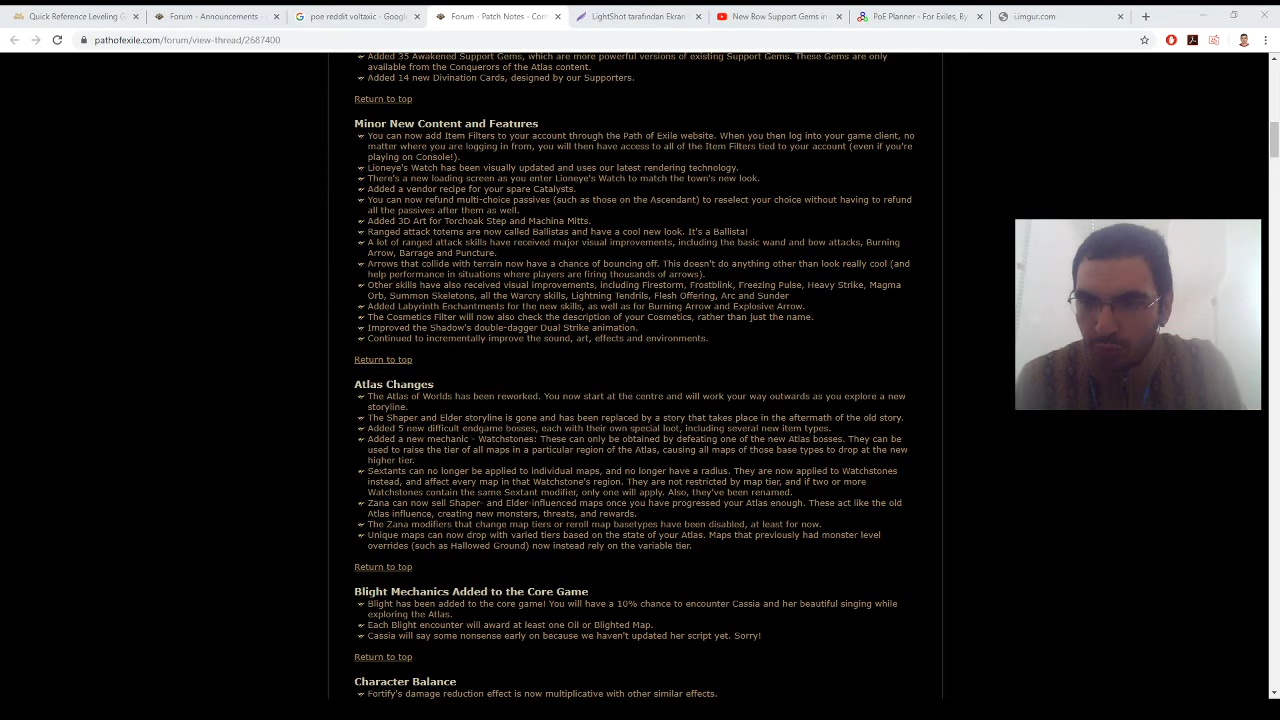 Quick Reference Leveling G
Forum - Announcements -
poe reddit voltaxic - Google
Forum - Patch Notes - Con
LightShot tarafından Ekran
New Bow Support Gems in
PoE Planner - For Exiles, By
i.imgur.com
pathofexile.com/forum/view-thread/2687400
Added 35 Awakened Support Gems, which are more powerful versions of existing Support Gems. These Gems are only
available from the Conquerors of the Atlas content.
Added 14 new Divination Cards, designed by our Supporters.
Return to top
Minor New Content and Features
You can now add Item Filters to your account through the Path of Exile website. When you then log into your game client, no
matter where you are logging in from, you will then have access to all of the Item Filters tied to your account (even if you're
playing on Console!).
Lioneye's Watch has been visually updated and uses our latest rendering technology.
There's a new loading screen as you enter Lioneye's Watch to match the town's new look.
Added a vendor recipe for your spare Catalysts.
You can now refund multi-choice passives (such as those on the Ascendant) to reselect your choice without having to refund
all the passives after them as well.
Added 3D Art for Torchoak Step and Machina Mitts.
Ranged attack totems are now called Ballistas and have a cool new look. It's a Ballista!
A lot of ranged attack skills have received major visual improvements, including the basic wand and bow attacks, Burning
Arrow, Barrage and Puncture.
Arrows that collide with terrain now have a chance of bouncing off. This doesn't do anything other than look really cool (and
help performance in situations where players are firing thousands of arrows).
Other skills have also received visual improvements, including Firestorm, Frostblink, Freezing Pulse, Heavy Strike, Magma
Orb, Summon Skeletons, all the Warcry skills, Lightning Tendrils, Flesh Offering, Arc and Sunder
Added Labyrinth Enchantments for the new skills, as well as for Burning Arrow and Explosive Arrow.
The Cosmetics Filter will now also check the description of your Cosmetics, rather than just the name.
Improved the Shadow's double-dagger Dual Strike animation.
Continued to incrementally improve the sound, art, effects and environments.
Return to top
Atlas Changes
The Atlas of Worlds has been reworked. You now start at the centre and will work your way outwards as you explore a new
storyline.
The Shaper and Elder storyline is gone and has been replaced by a story that takes place in the aftermath of the old story.
Added 5 new difficult endgame bosses, each with their own special loot, including several new item types.
Added a new mechanic - Watchstones: These can only be obtained by defeating one of the new Atlas bosses. They can be
used to raise the tier of all maps in a particular region of the Atlas, causing all maps of those base types to drop at the new
higher tier.
Sextants can no longer be applied to individual maps, and no longer have a radius. They are now applied to Watchstones
instead, and affect every map in that Watchstone's region. They are not restricted by map tier, and if two or more
Watchstones contain the same Sextant modifier, only one will apply. Also, they've been renamed.
Zana can now sell Shaper- and Elder-influenced maps once you have progressed your Atlas enough. These act like the old
Atlas influence, creating new monsters, threats, and rewards.
The Zana modifiers that change map tiers or reroll map basetypes have been disabled, at least for now.
Unique maps can now drop with varied tiers based on the state of your Atlas. Maps that previously had monster level
overrides (such as Hallowed Ground) now instead rely on the variable tier.
Return to top
Blight Mechanics Added to the Core Game
Blight has been added to the core game! You will have a 10% chance to encounter Cassia and her beautiful singing while
exploring the Atlas.
Each Blight encounter will award at least one Oil or Blighted Map.
Cassia will say some nonsense early on because we haven't updated her script yet. Sorry!
Return to top
Character Balance
Fortify's damage reduction effect is now multiplicative with other similar effects.